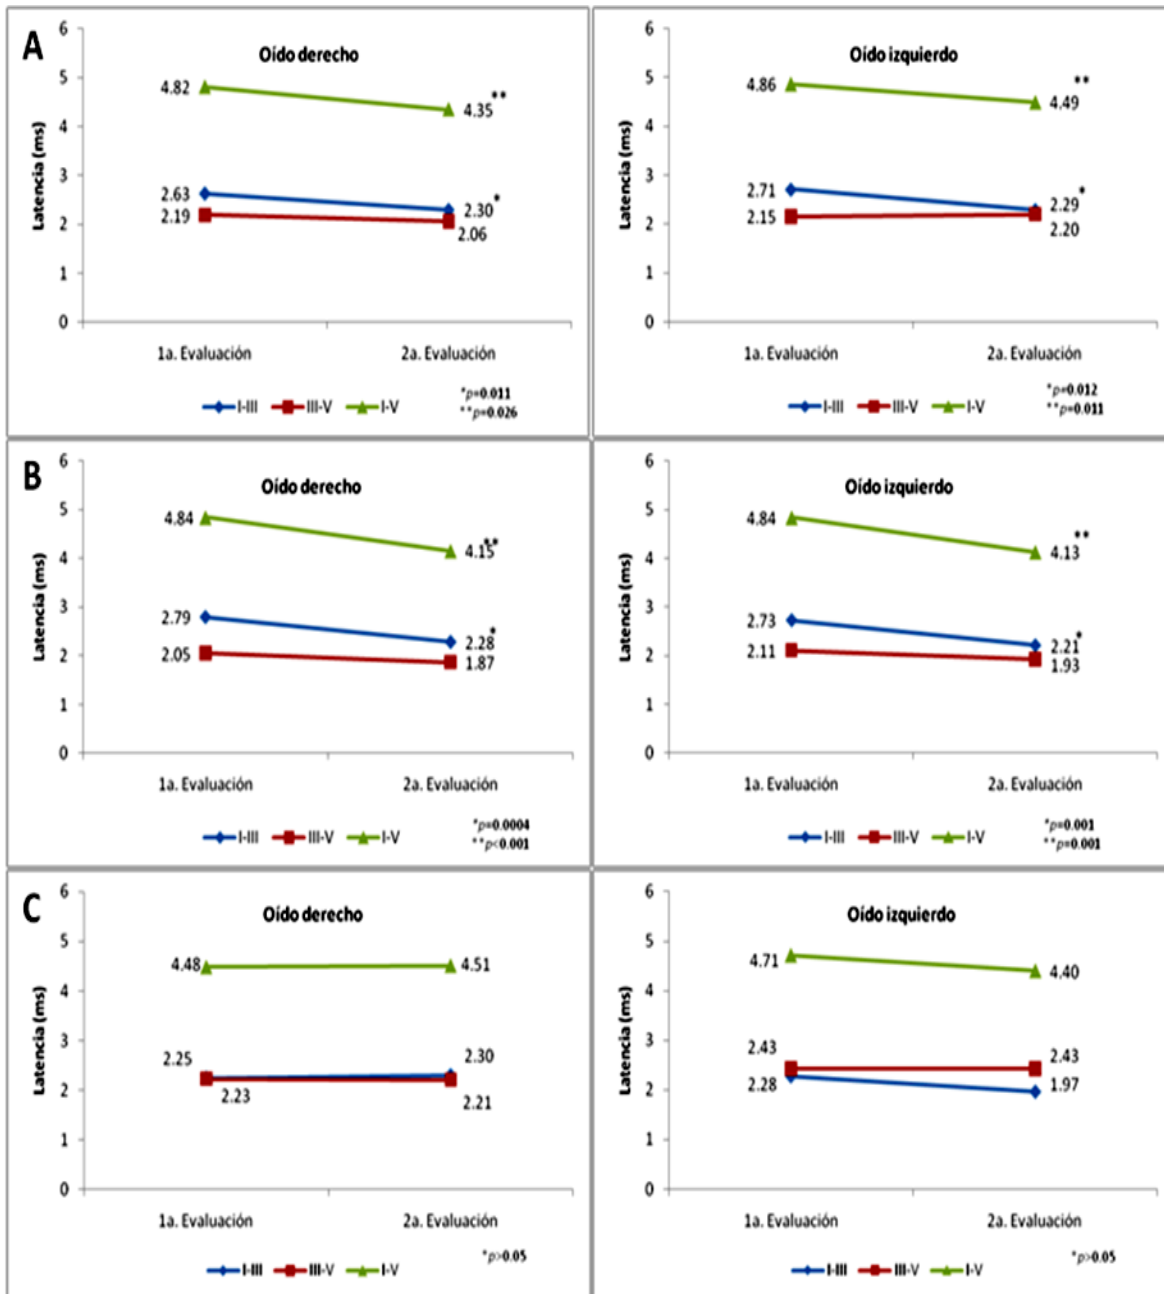 A
Oído derecho
Latencia (ms)
6
5
4
3
2
1
0
4.82
4.35**
2.63
2.30*
2.19
2.06
1a. Evaluación 2a. Evaluación
I-III III-V I-V
*p=0.011
**p=0.026
Oído izquierdo
Latencia (ms)
6
5
4
3
2
1
0
4.86
4.49**
2.71
2.29*
2.15
2.20
1a. Evaluación 2a. Evaluación
I-III III-V I-V
*p=0.012
**p=0.011
B
Oído derecho
Latencia (ms)
6
5
4
3
2
1
0
4.84
4.15**
2.79
2.28*
2.05
1.87
1a. Evaluación 2a. Evaluación
I-III III-V I-V
*p=0.0004
**p<0.001
Oído izquierdo
Latencia (ms)
6
5
4
3
2
1
0
4.84
4.13**
2.73
2.21*
2.11
1.93
1a. Evaluación 2a. Evaluación
I-III III-V I-V
*p=0.001
**p=0.001
C
Oído derecho
Latencia (ms)
6
5
4
3
2
1
0
4.48
4.51
2.25
2.30
2.23
2.21
1a. Evaluación 2a. Evaluación
I-III III-V I-V
*p>0.05
Oído izquierdo
Latencia (ms)
6
5
4
3
2
1
0
4.71
4.40
2.43
2.43
2.28
1.97
1a. Evaluación 2a. Evaluación
I-III III-V I-V
*p>0.05